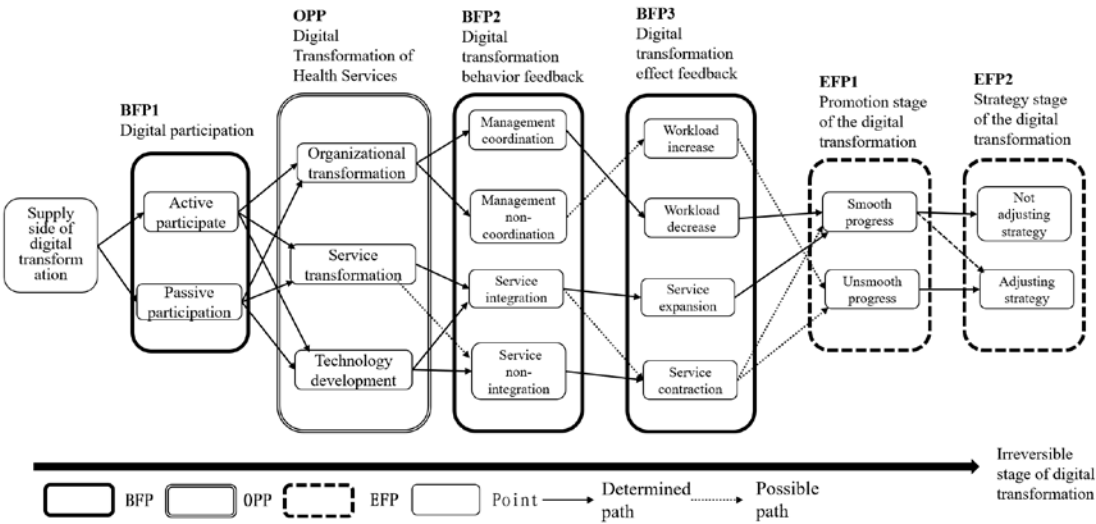 OPP
Digital
Transformation of
Health Services
BFP2
Digital
transformation
behavior feedback
BFP3
Digital
transformation
effect feedback
EFP1
Promotion stage
of the digital
transformation
EFP2
Strategy stage
of the digital
transformation
BFP1
Digital participation
Supply
side of
digital
transform
ation
Active
participate
Passive
participation
Organizational
transformation
Service
transformation
Technology
development
Management
coordination
Management
non-
coordination
Service
integration
Service
non-
integration
Workload
increase
Workload
decrease
Service
expansion
Service
contraction
Smooth
progress
Unsmooth
progress
Not
adjusting
strategy
Adjusting
strategy
Irreversible
stage of digital
transformation
BFP
OPP
EFP
Point
Determined
path
Possible
path